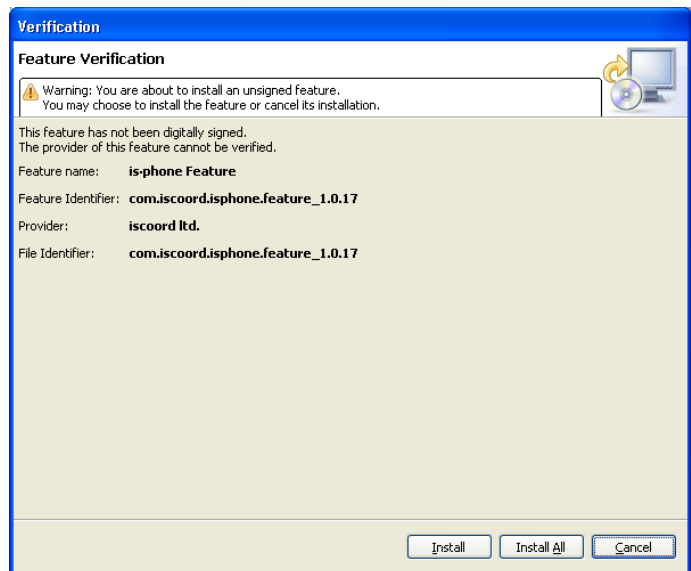 Verification
Feature Verification
Warning: You are about to install an unsigned feature.
You may choose to install the feature or cancel its installation.
This feature has not been digitally signed.
The provider of this feature cannot be verified.
Feature name: is-phone Feature
Feature Identifier: com.iscoord.isphone.feature_1.0.17
Provider: iscoord ltd.
File Identifier: com.iscoord.isphone.feature_1.0.17
Install Install All Cancel